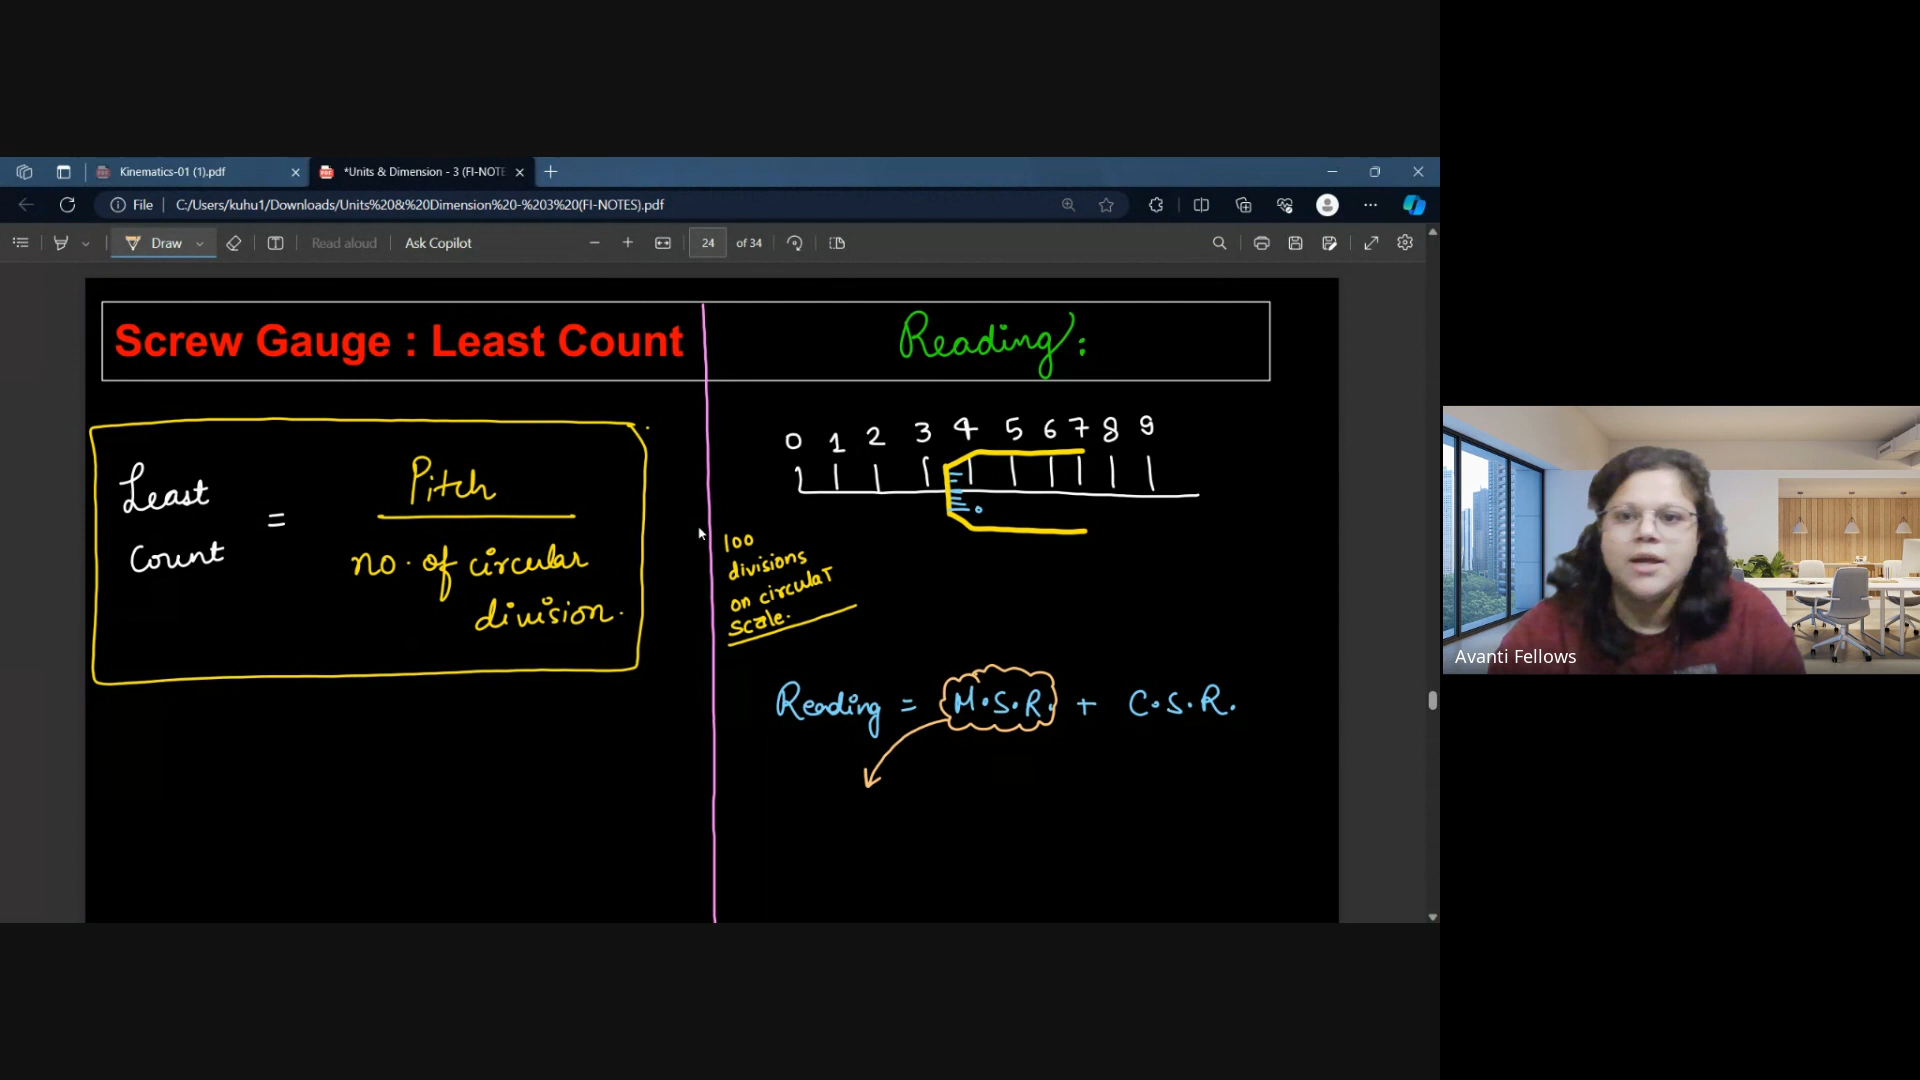 Kinematics-01 (1).pdf
*Units & Dimension - 3 (FI-NOTE
File
C:/Users/kuhu1/Downloads/Units%20&%20Dimension%20-%203%20(FI-NOTES).pdf
Draw
Read aloud
Ask Copilot
24 of 34
Screw Gauge : Least Count
Reading:
Least
Count
=
Pitch
no. of circular
division.
0 1 2 3 4 5 6 7 8 9
0
100
divisions
on circular
scale.
Reading = M.S.R. + C.S.R.
Avanti Fellows